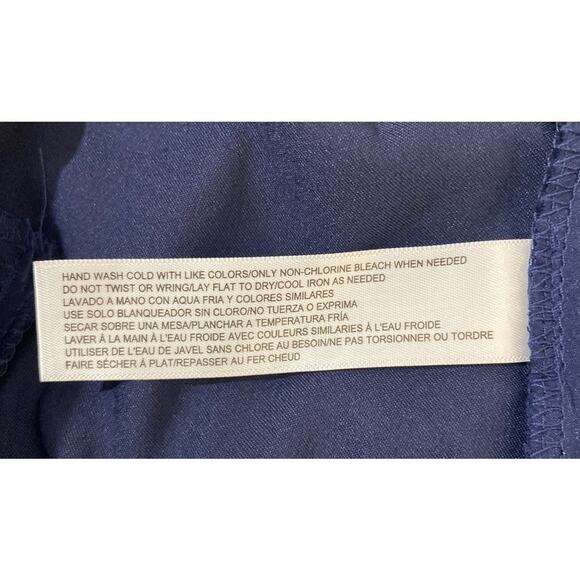 HAND WASH COLD WITH LIKE COLORS/ONLY NON-CHLORINE BLEACH WHEN NEEDED
DO NOT TWIST OR WRING/LAY FLAT TO DRY/COOL IRON AS NEEDED
LAVADO A MANO CON AQUA FRIA Y COLORES SIMILARES
USE SOLO BLANQUEADOR SIN CLORO/NO TUERZA O EXPRIMA
SECAR SOBRE UNA MESA/PLANCHAR A TEMPERATURA FRÍA
LAVER À LA MAIN À L'EAU FROIDE AVEC COULEURS SIMILARIES À L'EAU FROIDE
UTILISER DE L'EAU DE JAVEL SANS CHLORE AU BESOIN/NE PAS TORSIONNER OU TORDRE
FAIRE SÉCHER À PLAT/REPASSER AU FER CHEUD